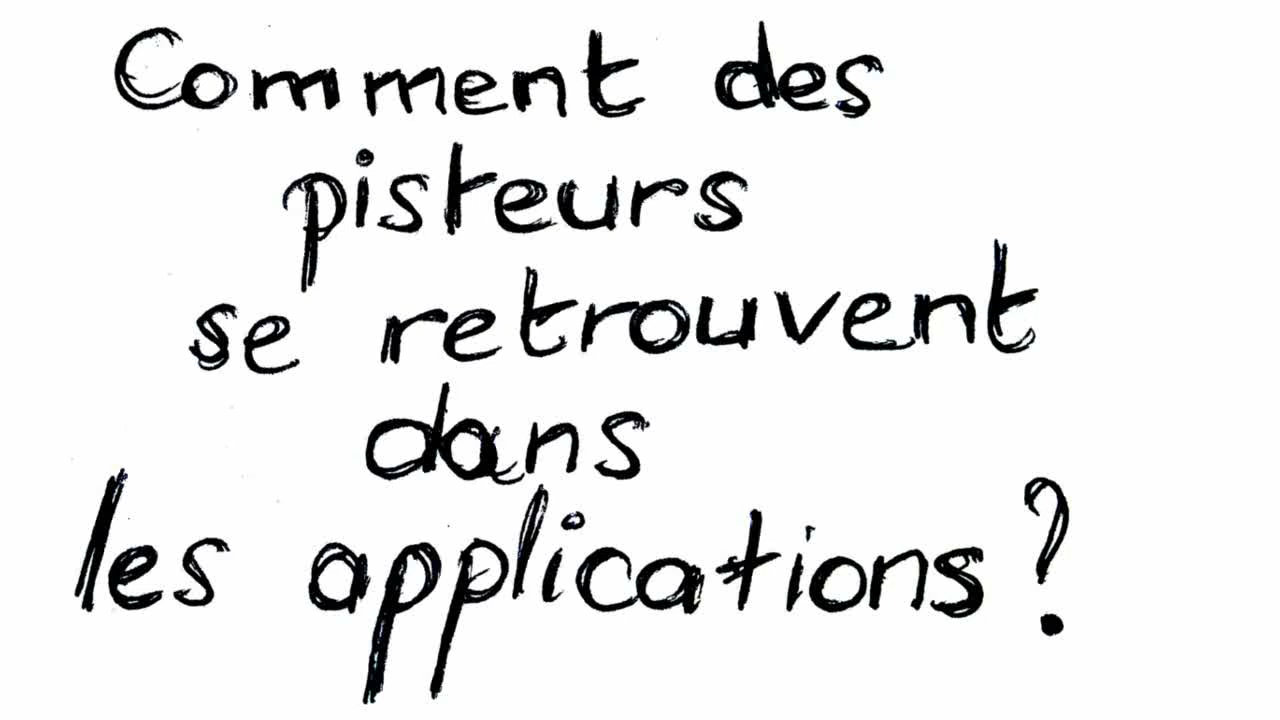 Comment des
pisteurs
se retrouvent
dans
les applications ?